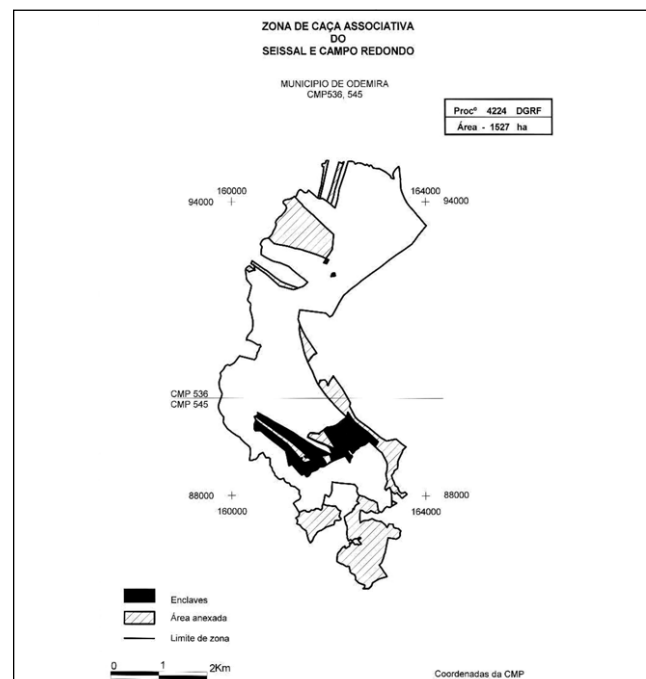 ZONA DE CAÇA ASSOCIATIVA
DO
SEISSAL E CAMPO REDONDO
MUNICIPIO DE ODEMIRA
CMP536, 545
Procº 4224 DGRF
Área - 1527 ha
160000
164000
94000
94000
CMP 536
CMP 545
88000
88000
160000
164000
Enclaves
Área anexada
Limite de zona
0 1 2Km
Coordenadas da CMP